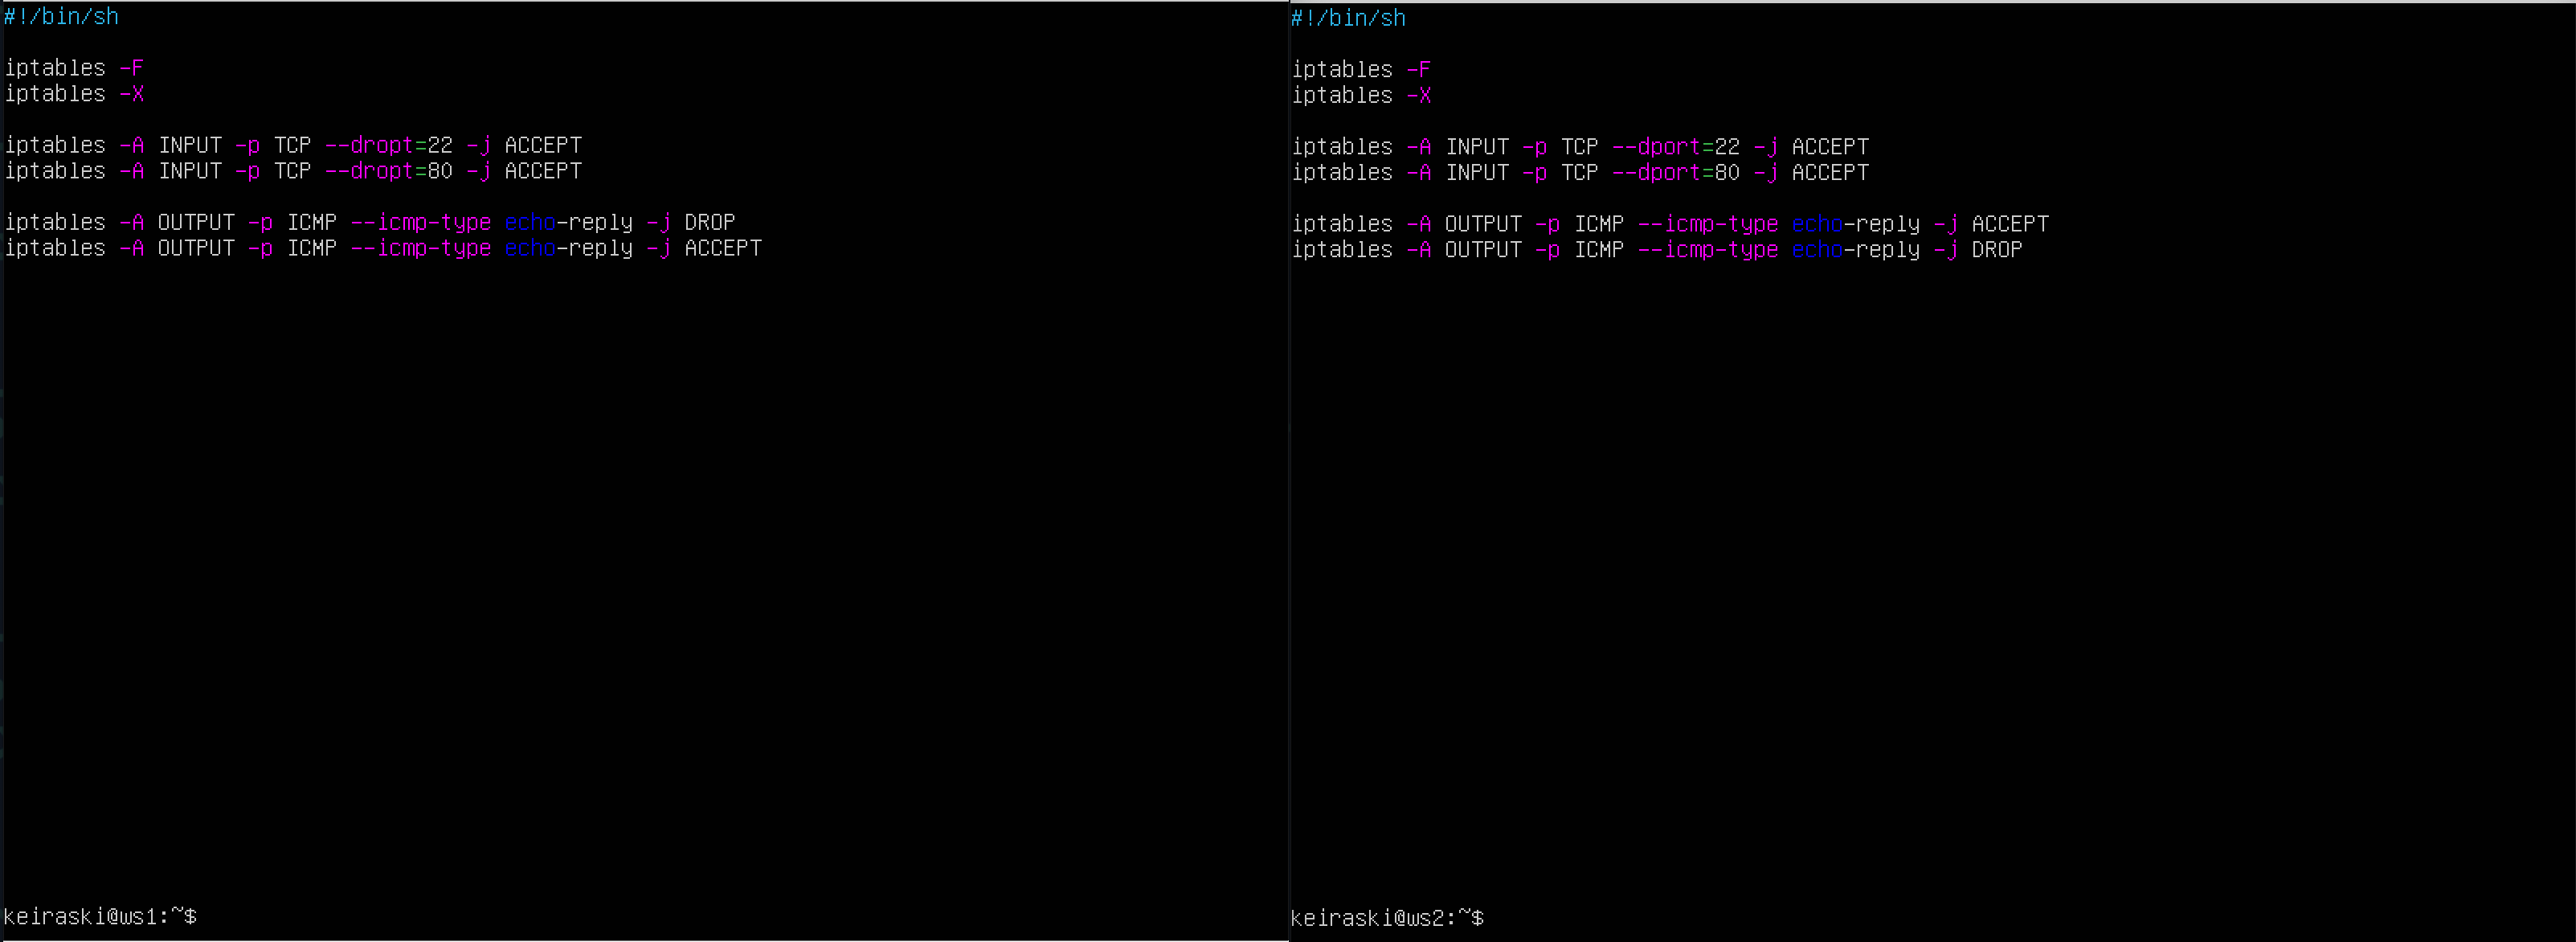 #!/bin/sh
iptables -F
iptables -X
iptables -A INPUT -p TCP --dropt=22 -j ACCEPT
iptables -A INPUT -p TCP --dropt=80 -j ACCEPT
iptables -A OUTPUT -p ICMP --icmp-type echo-reply -j DROP
iptables -A OUTPUT -p ICMP --icmp-type echo-reply -j ACCEPT
keiraski@ws1:~$
#!/bin/sh
iptables -F
iptables -X
iptables -A INPUT -p TCP --dport=22 -j ACCEPT
iptables -A INPUT -p TCP --dport=80 -j ACCEPT
iptables -A OUTPUT -p ICMP --icmp-type echo-reply -j ACCEPT
iptables -A OUTPUT -p ICMP --icmp-type echo-reply -j DROP
keiraski@ws2:~$